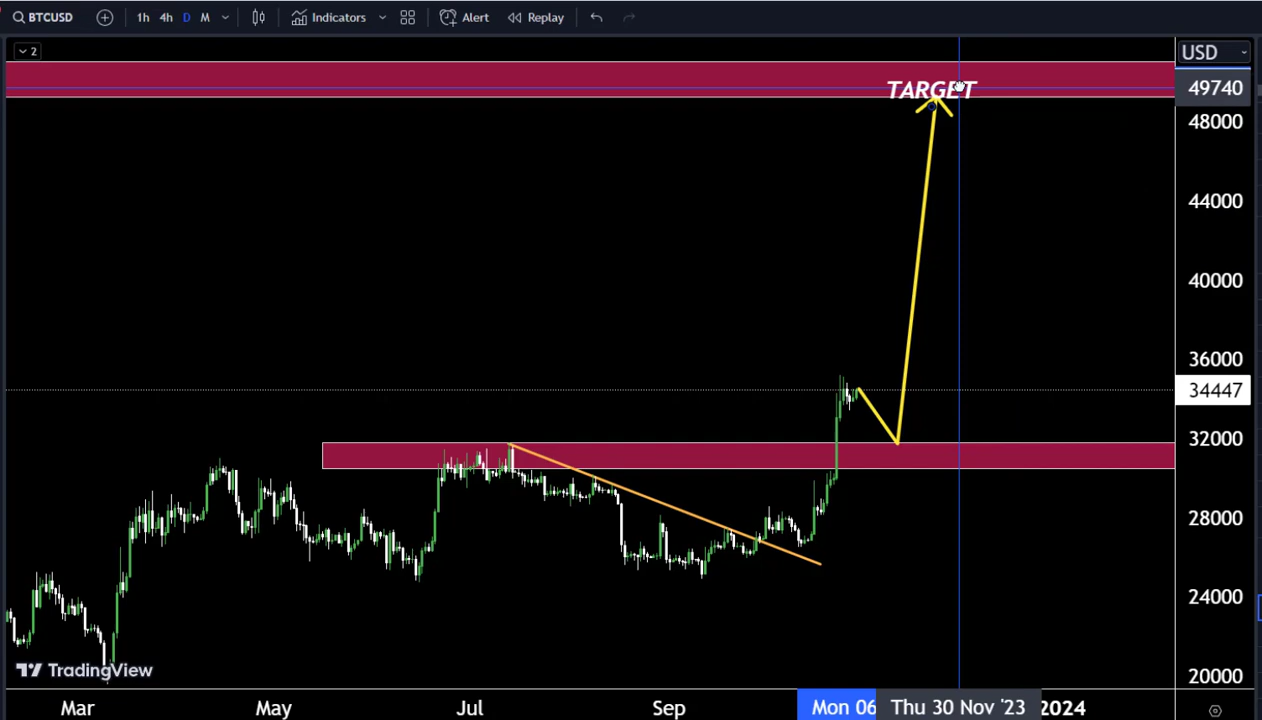 BTCUSD 1h 4h D M Indicators Alert Replay
2
USD
TARGET
49740
48000
44000
40000
36000
34447
32000
28000
24000
20000
TradingView
Mar May Jul Sep Mon 06 Thu 30 Nov '23 2024